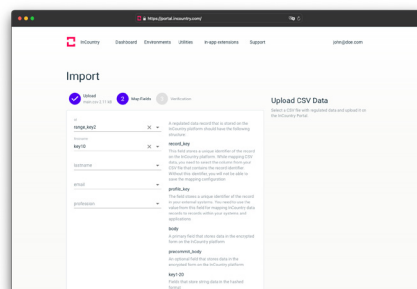 https://portal.incountry.com/
InCountry
Dashboard
Environments
Utilities
In-app extensions
Support
john@doe.com
Import
Upload
2
Map Fields
Verification
Upload CSV Data
Select a CSV file with regulated data and upload it on
the InCountry Portal.
range_key2
key10
lastname
email
profession
A regulated data record that is stored on the
InCountry platform should have the following
structure:
record_key
This field stores a unique identifier of the record
on the InCountry platform. While mapping CSV
data, you need to select the column from your
CSV file that contains the record identifier.
Without this identifier, you will not be able to
save the mapping configuration
profile_key
This field stores a unique identifier of the record
in your external systems. You need to use the
value from this field for mapping InCountry data
records to records within your systems and
applications
body
A primary field that stores data in the encrypted
form on the InCountry platform
precommit_body
An optional field that stores data in the
encrypted form on the InCountry platform
key1-20
Fields that store string data in the hashed
format